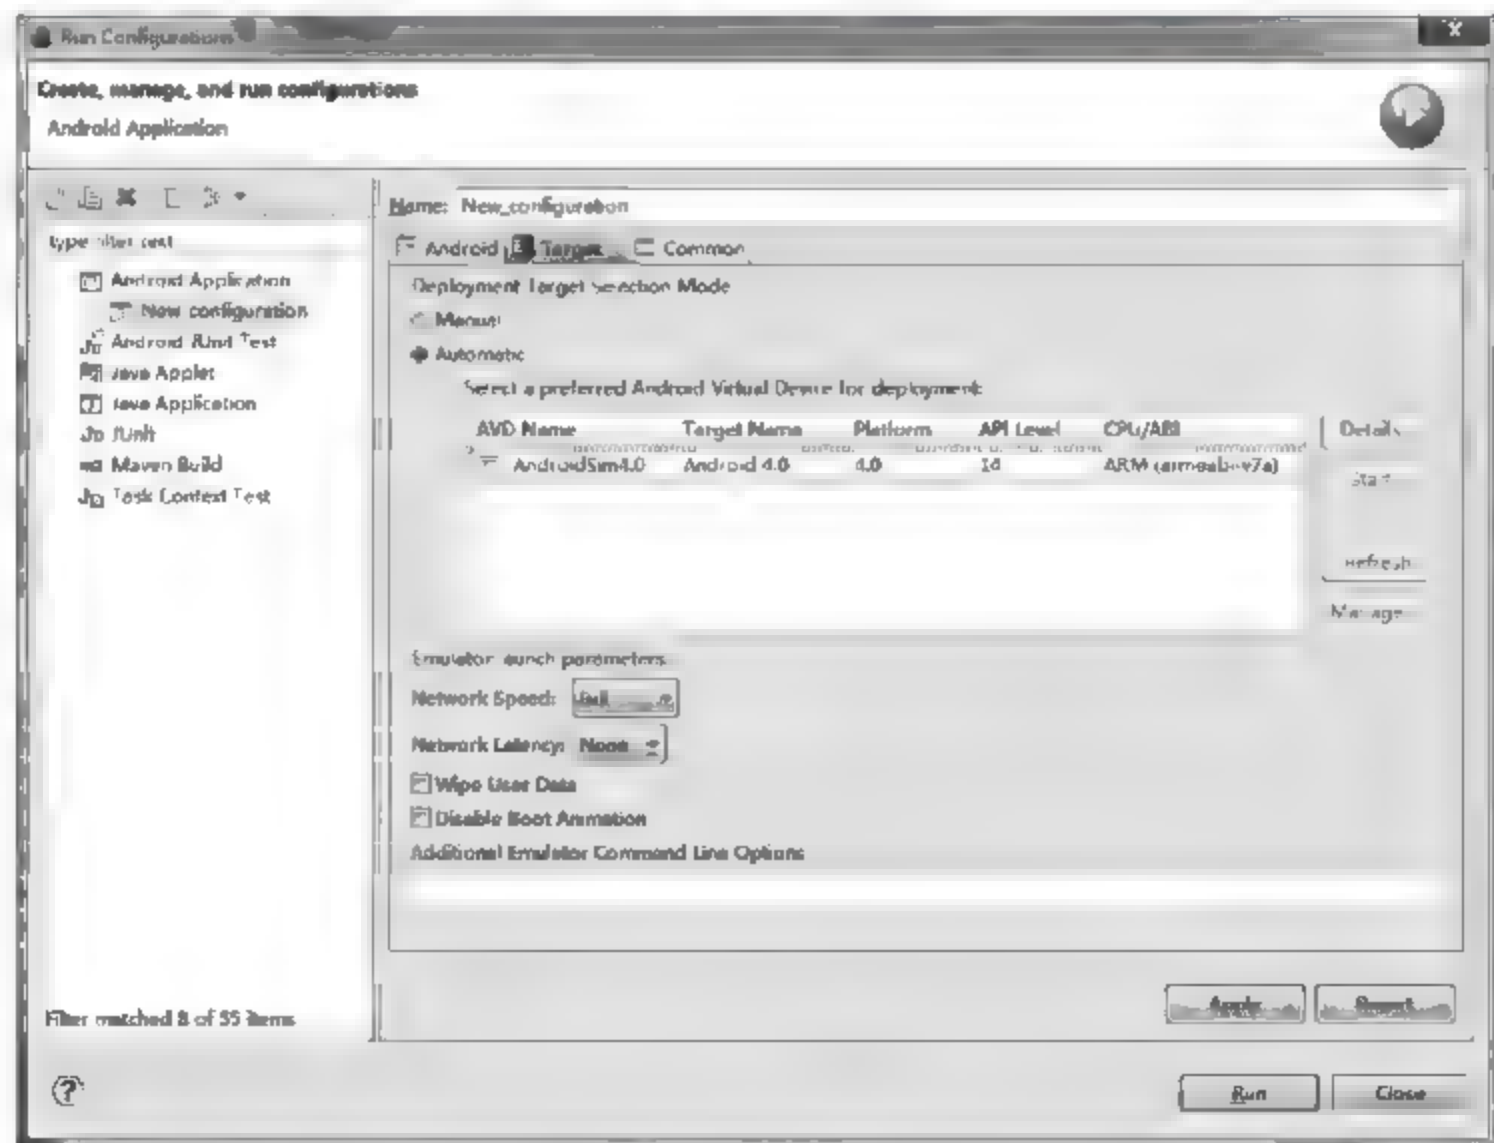 Run Configurations
Create, manage, and run configurations
Android Application
type filter text
Android Application
New configuration
Android JUnit Test
Java Applet
Java Application
JUnit
Maven Build
Task Context Test
Filter matched 8 of 35 items
Name: New_configuration
Android Target Common
Deployment Target Selection Mode
Manual
Automatic
Select a preferred Android Virtual Device for deployment:
AVD Name Target Name Platform API Level CPU/ABI
AndroidSim4.0 Android 4.0 4.0 14 ARM (armeabi-v7a)
Details
Start
Refresh
Manage
Emulator launch parameters
Network Speed: Full
Network Latency: None
Wipe User Data
Disable Boot Animation
Additional Emulator Command Line Options
Apply Revert
Run Close